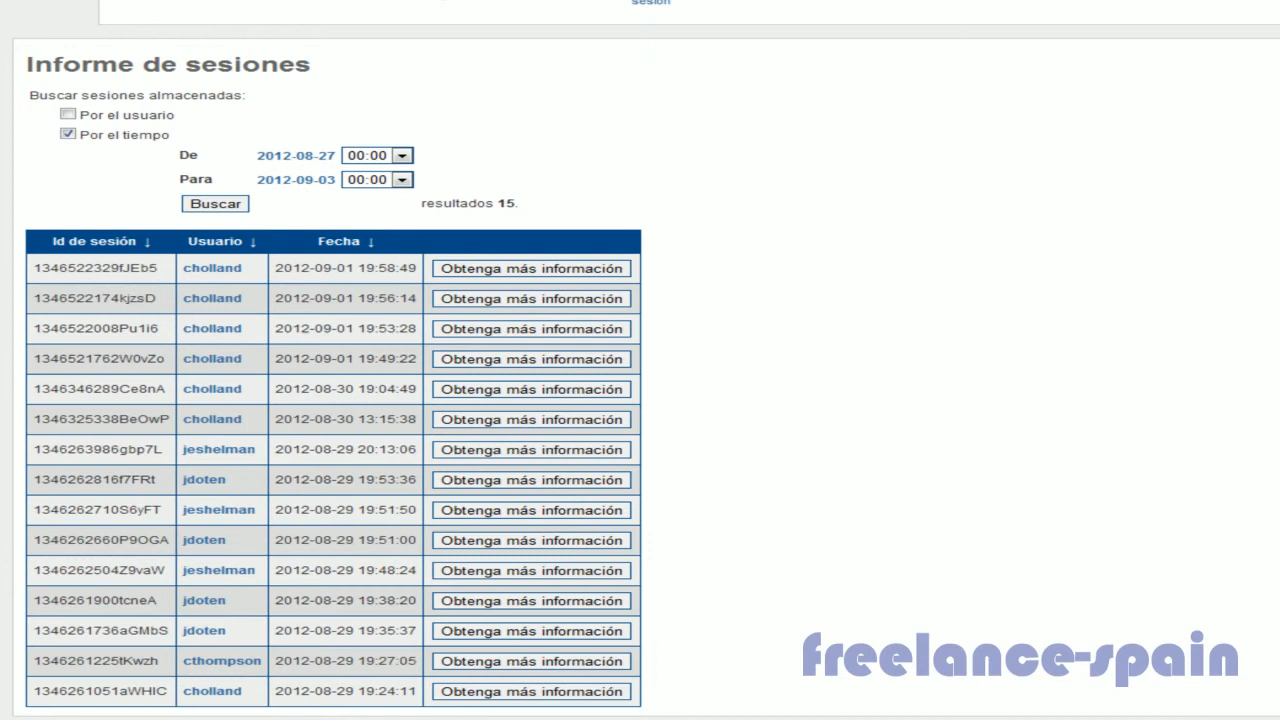 sesión
Informe de sesiones
Buscar sesiones almacenadas:
Por el usuario
Por el tiempo
De 2012-08-27 00:00
Para 2012-09-03 00:00
Buscar resultados 15.
Id de sesión ↓ Usuario ↓ Fecha ↓
1346522329fJEb5 cholland 2012-09-01 19:58:49 Obtenga más información
1346522174kjzsD cholland 2012-09-01 19:56:14 Obtenga más información
1346522008Pu1i6 cholland 2012-09-01 19:53:28 Obtenga más información
1346521762W0vZo cholland 2012-09-01 19:49:22 Obtenga más información
1346346289Ce8nA cholland 2012-08-30 19:04:49 Obtenga más información
1346325338BeOwP cholland 2012-08-30 13:15:38 Obtenga más información
1346263986gbp7L jeshelman 2012-08-29 20:13:06 Obtenga más información
1346262816f7FRt jdoten 2012-08-29 19:53:36 Obtenga más información
1346262710S6yFT jeshelman 2012-08-29 19:51:50 Obtenga más información
1346262660P9OGA jdoten 2012-08-29 19:51:00 Obtenga más información
1346262504Z9vaW jeshelman 2012-08-29 19:48:24 Obtenga más información
1346261900tcneA jdoten 2012-08-29 19:38:20 Obtenga más información
1346261736aGMbS jdoten 2012-08-29 19:35:37 Obtenga más información
1346261225tKwzh cthompson 2012-08-29 19:27:05 Obtenga más información
1346261051aWHIC cholland 2012-08-29 19:24:11 Obtenga más información
freelance-spain